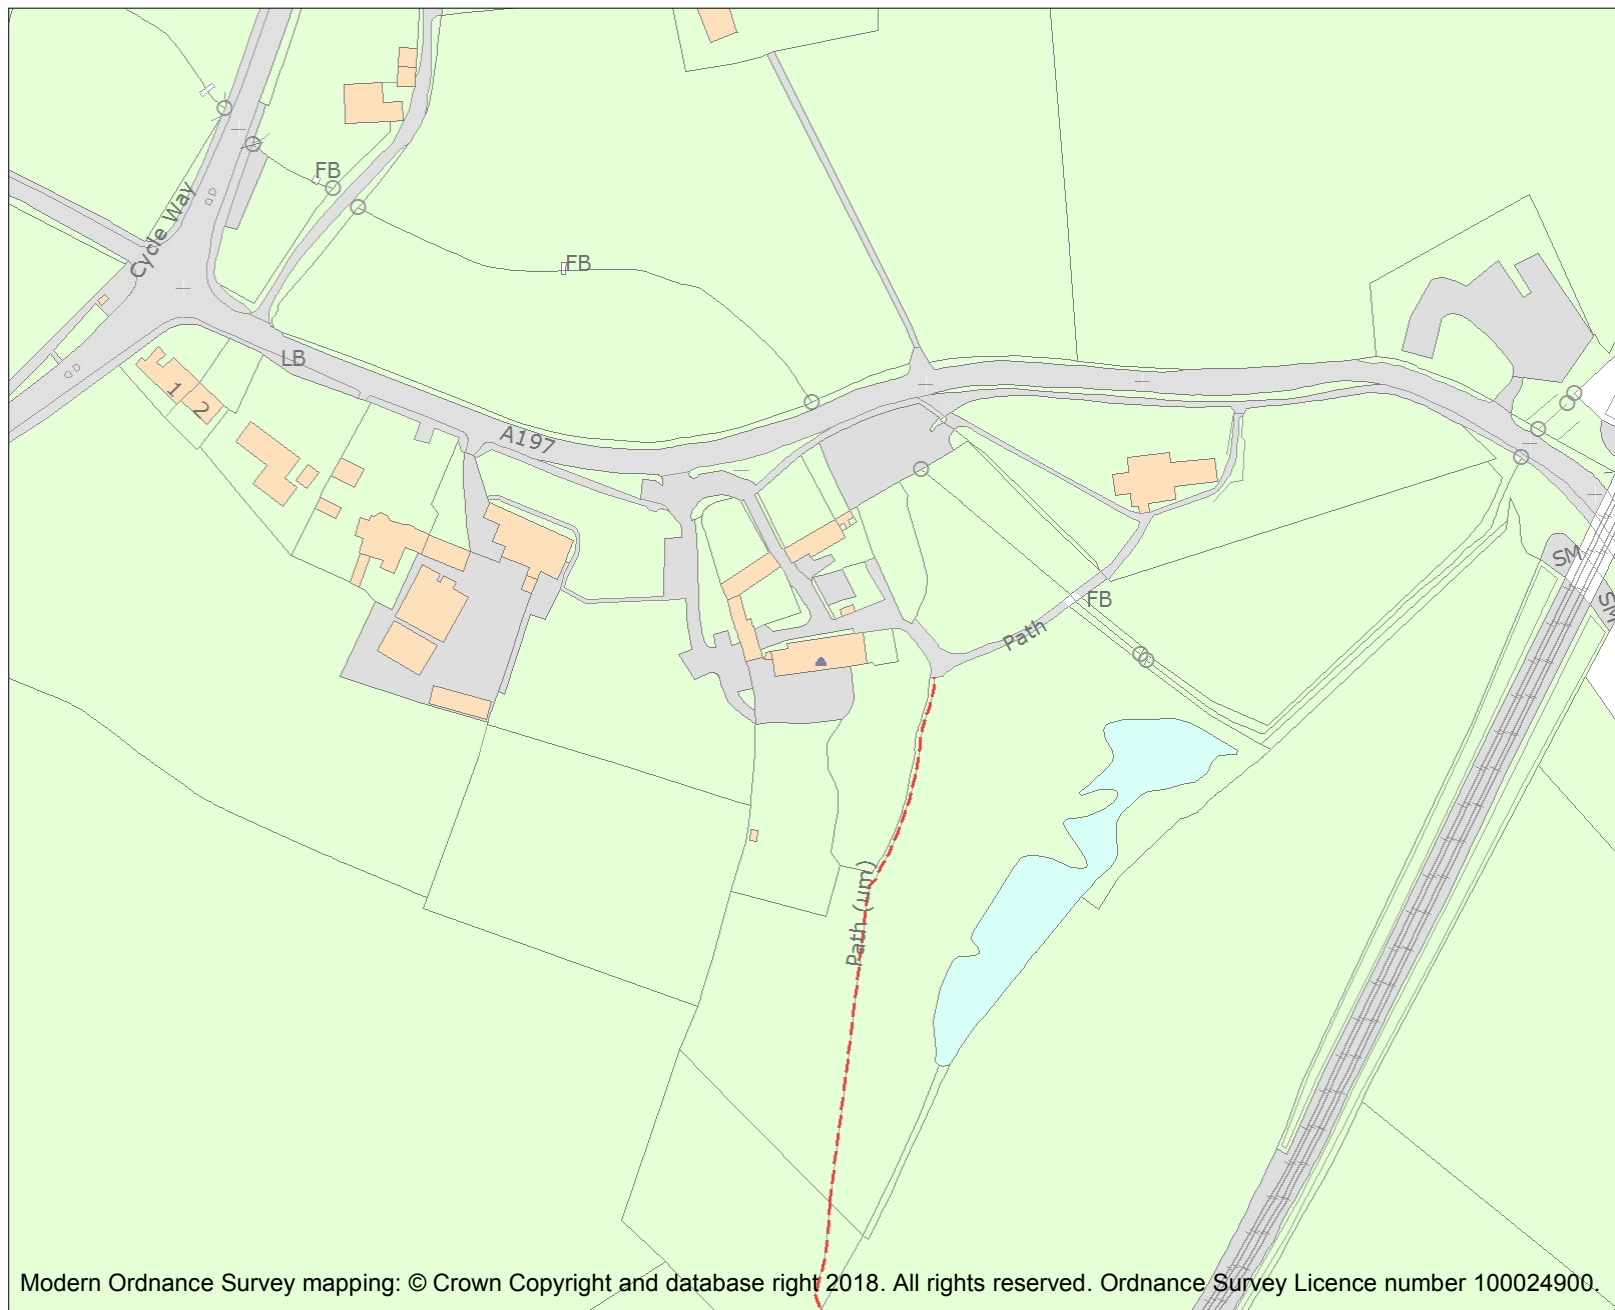 FB
Cycle Way
FB
LB
1
2
A197
SM
SM
FB
Path
Path (um)
Modern Ordnance Survey mapping: © Crown Copyright and database right 2018. All rights reserved. Ordnance Survey Licence number 100024900.